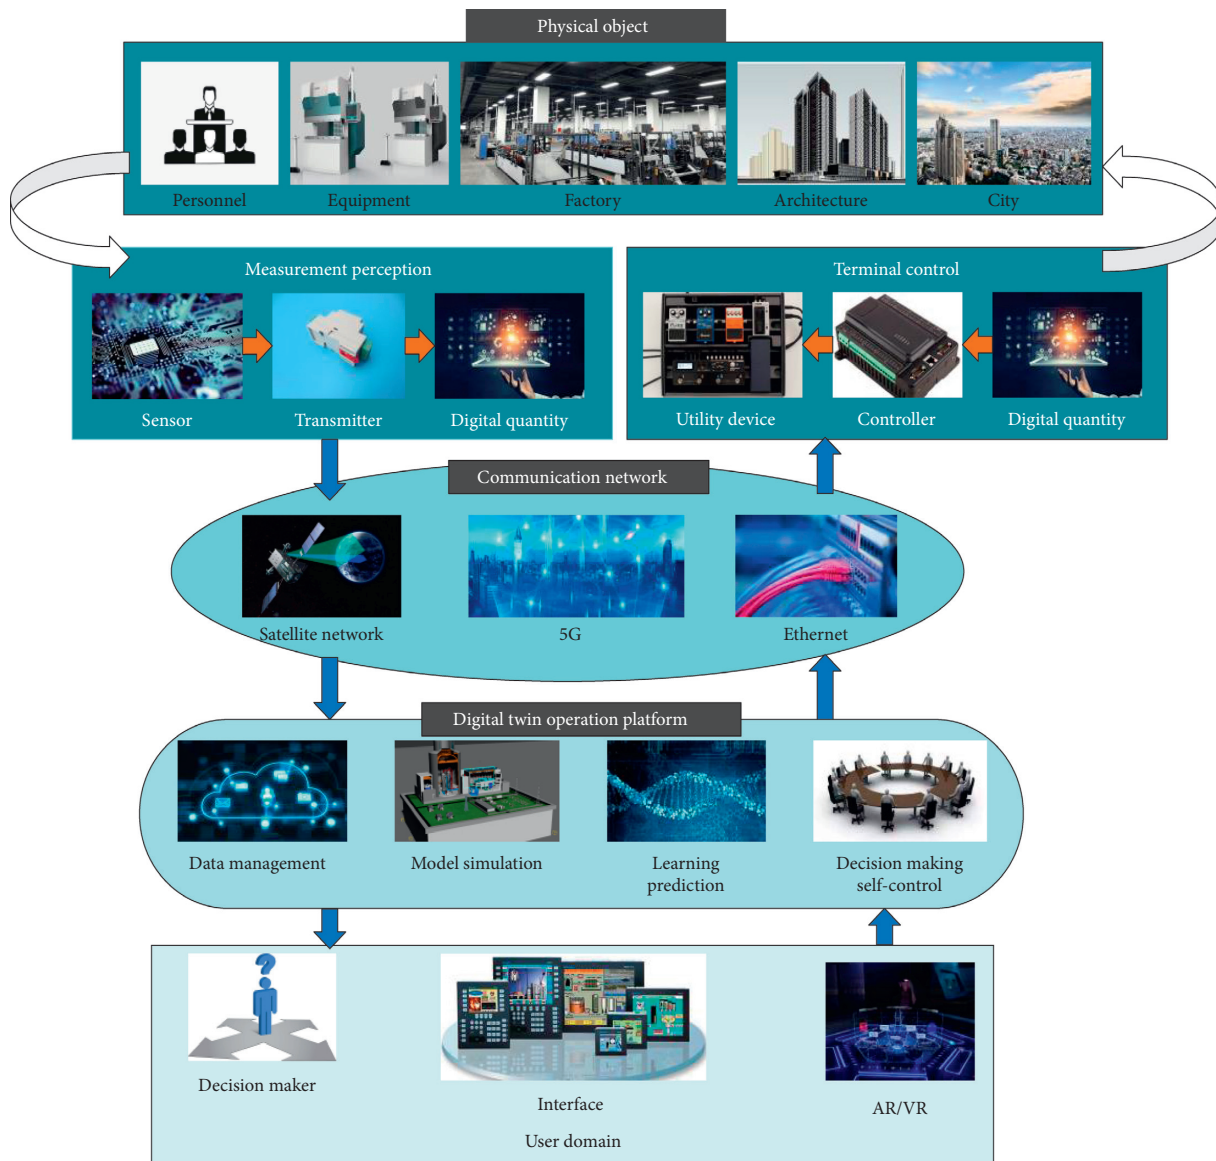 Physical object
Personnel
Equipment
Factory
Architecture
City
Measurement perception
Sensor
Transmitter
Digital quantity
Terminal control
Utility device
Controller
Digital quantity
Communication network
Satellite network
5G
Ethernet
Digital twin operation platform
Data management
Model simulation
Learning
prediction
Decision making
self-control
Decision maker
Interface
AR/VR
User domain